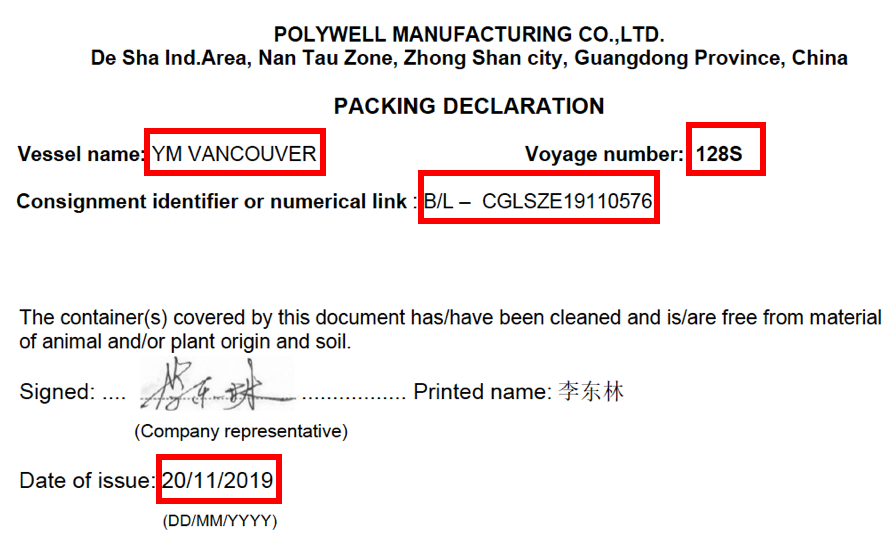 POLYWELL MANUFACTURING CO.,LTD.
De Sha Ind.Area, Nan Tau Zone, Zhong Shan city, Guangdong Province, China
PACKING DECLARATION
Vessel name: YM VANCOUVER Voyage number: 128S
Consignment identifier or numerical link : B/L – CGLSZE19110576
The container(s) covered by this document has/have been cleaned and is/are free from material
of animal and/or plant origin and soil.
Signed: .... 李东林 ................. Printed name: 李东林
(Company representative)
Date of issue: 20/11/2019
(DD/MM/YYYY)